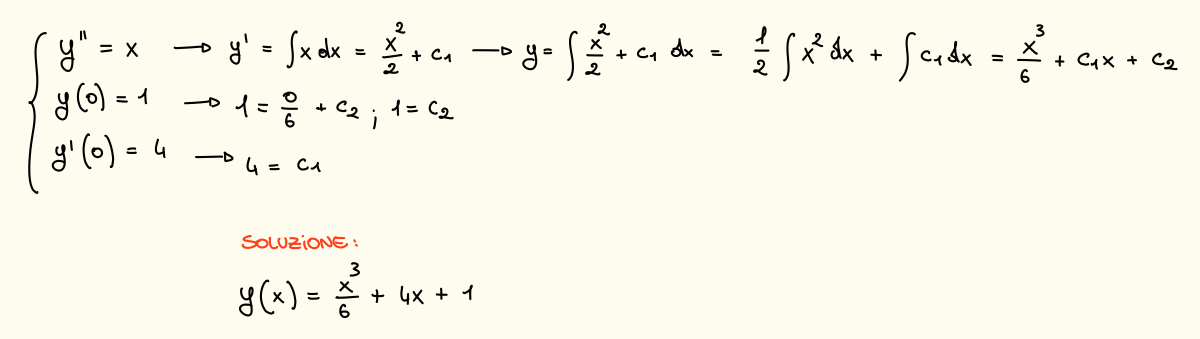 { y'' = x → y' = ∫x dx = x²/2 + c₁ → y = ∫ x²/2 + c₁ dx = 1/2 ∫ x² dx + ∫ c₁ dx = x³/6 + c₁x + c₂
y(0) = 1 → 1 = 0/6 + c₂ ; 1 = c₂
y'(0) = 4 → 4 = c₁
SOLUZIONE:
y(x) = x³/6 + 4x + 1